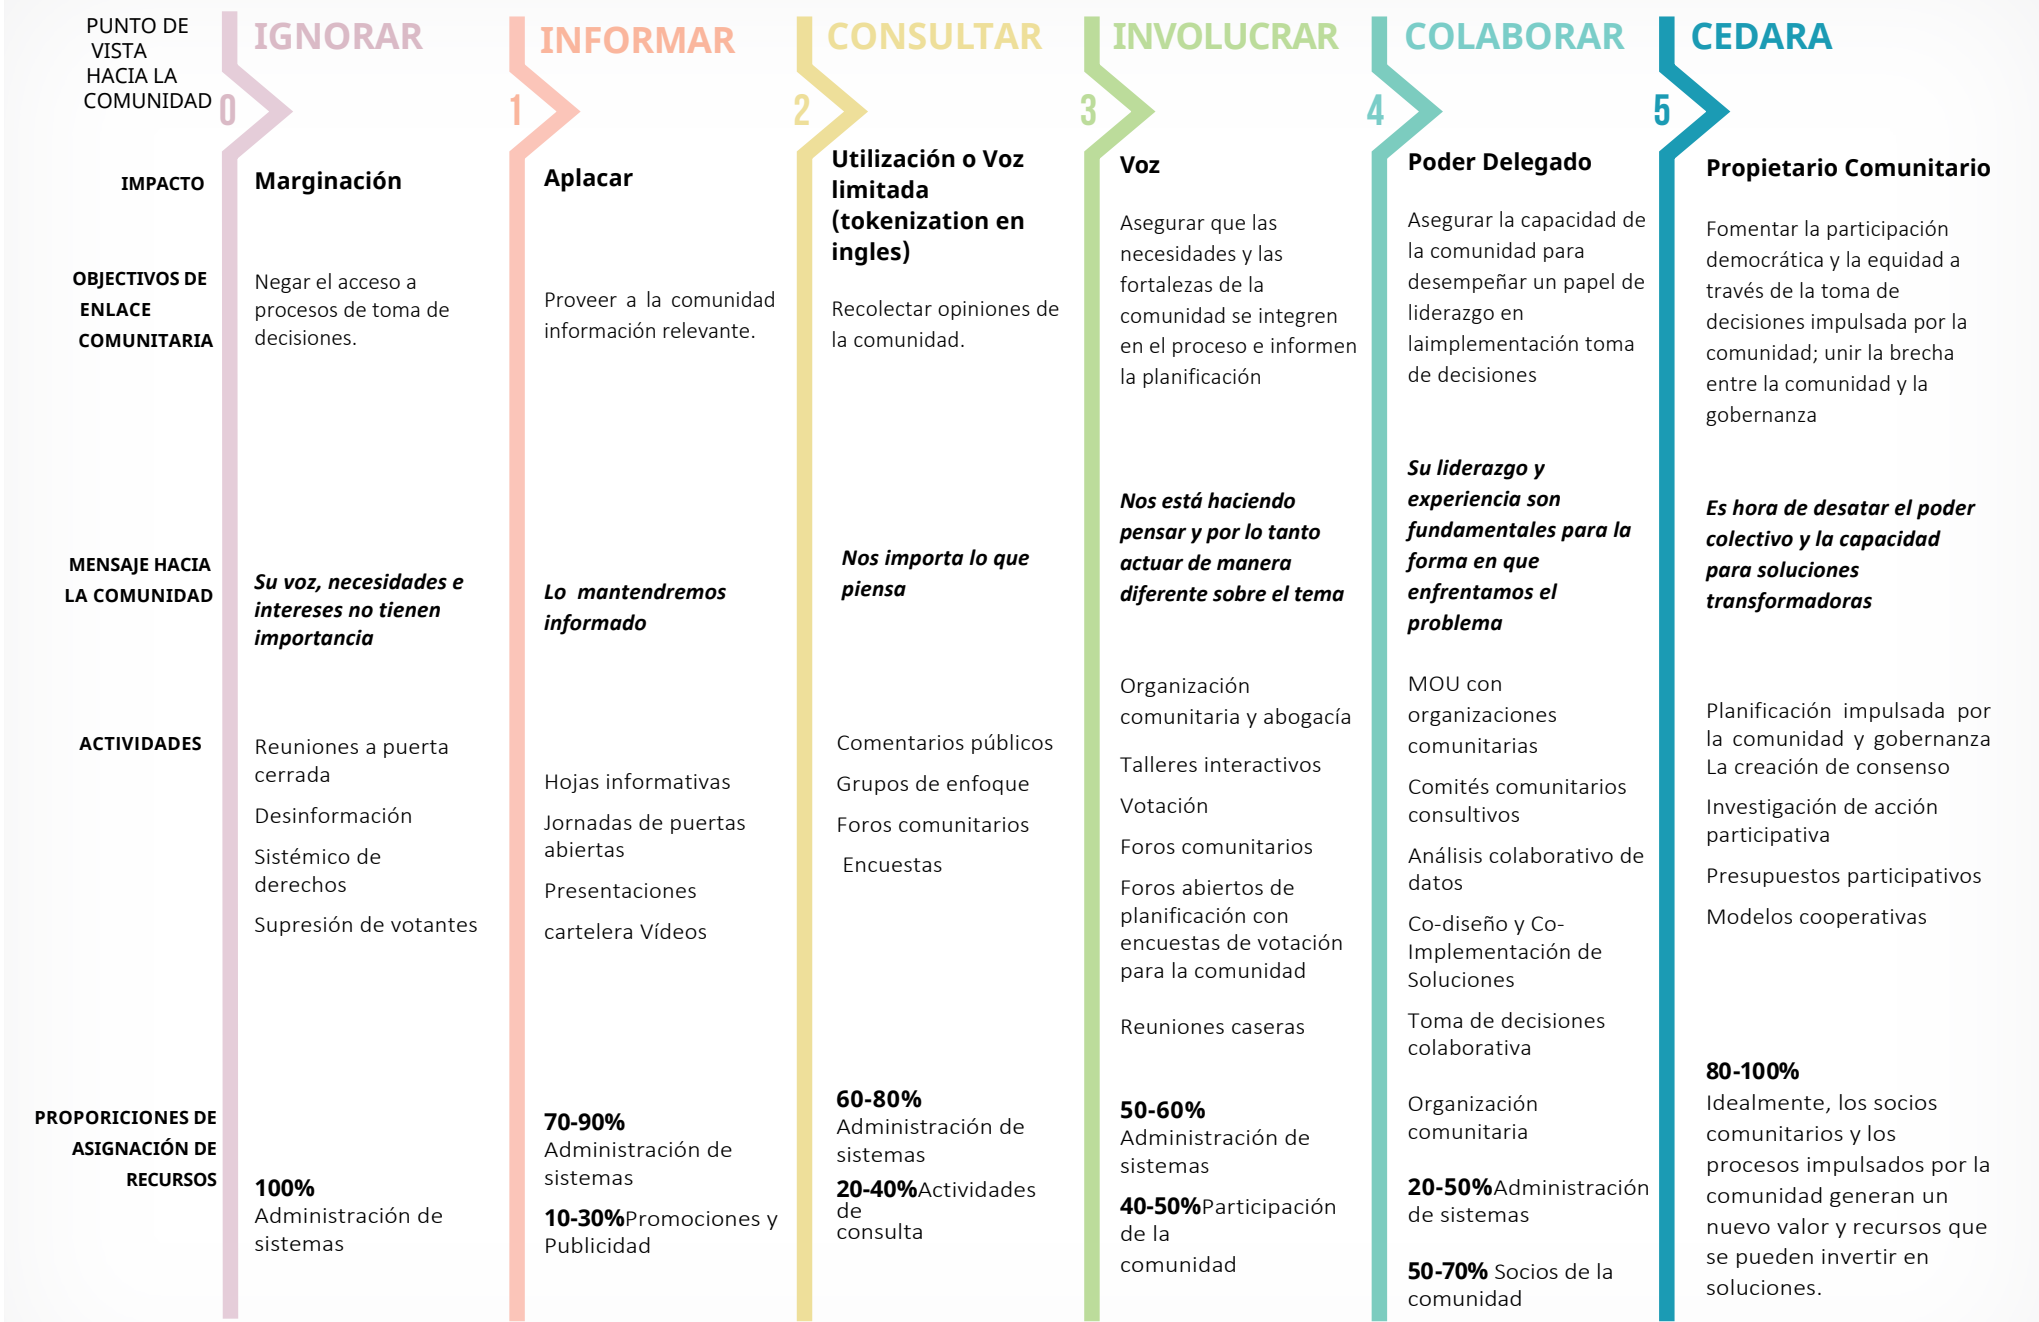 PUNTO DE
VISTA
HACIA LA
COMUNIDAD
IGNORAR
INFORMAR
CONSULTAR
INVOLUCRAR
COLABORAR
CEDARA
0
1
2
3
4
5
IMPACTO
Marginación
Aplacar
Utilización o Voz
limitada
(tokenization en
ingles)
Voz
Poder Delegado
Propietario Comunitario
OBJECTIVOS DE
ENLACE
COMUNITARIA
Negar el acceso a
procesos de toma de
decisiones.
Proveer a la comunidad
información relevante.
Recolectar opiniones de
la comunidad.
Asegurar que las
necesidades y las
fortalezas de la
comunidad se integren
en el proceso e informen
la planificación
Asegurar la capacidad de
la comunidad para
desempeñar un papel de
liderazgo en
laimplementación toma
de decisiones
Fomentar la participación
democrática y la equidad a
través de la toma de
decisiones impulsada por la
comunidad; unir la brecha
entre la comunidad y la
gobernanza
MENSAJE HACIA
LA COMUNIDAD
Su voz, necesidades e
intereses no tienen
importancia
Lo mantendremos
informado
Nos importa lo que
piensa
Nos está haciendo
pensar y por lo tanto
actuar de manera
diferente sobre el tema
Su liderazgo y
experiencia son
fundamentales para la
forma en que
enfrentamos el
problema
Es hora de desatar el poder
colectivo y la capacidad
para soluciones
transformadoras
ACTIVIDADES
Reuniones a puerta
cerrada
Desinformación
Sistémico de
derechos
Supresión de votantes
Hojas informativas
Jornadas de puertas
abiertas
Presentaciones
cartelera Vídeos
Comentarios públicos
Grupos de enfoque
Foros comunitarios
Encuestas
Organización
comunitaria y abogacía
Talleres interactivos
Votación
Foros comunitarios
Foros abiertos de
planificación con
encuestas de votación
para la comunidad
Reuniones caseras
MOU con
organizaciones
comunitarias
Comités comunitarios
consultivos
Análisis colaborativo de
datos
Co-diseño y Co-
Implementación de
Soluciones
Toma de decisiones
colaborativa
Organización
comunitaria
Planificación impulsada por
la comunidad y gobernanza
La creación de consenso
Investigación de acción
participativa
Presupuestos participativos
Modelos cooperativas
PROPORICIONES DE
ASIGNACIÓN DE
RECURSOS
100%
Administración de
sistemas
70-90%
Administración de
sistemas
10-30%Promociones y
Publicidad
60-80%
Administración de
sistemas
20-40%Actividades
de
consulta
50-60%
Administración de
sistemas
40-50%Participación
de la
comunidad
20-50%Administración
de sistemas
50-70% Socios de la
comunidad
80-100%
Idealmente, los socios
comunitarios y los
procesos impulsados por la
comunidad generan un
nuevo valor y recursos que
se pueden invertir en
soluciones.